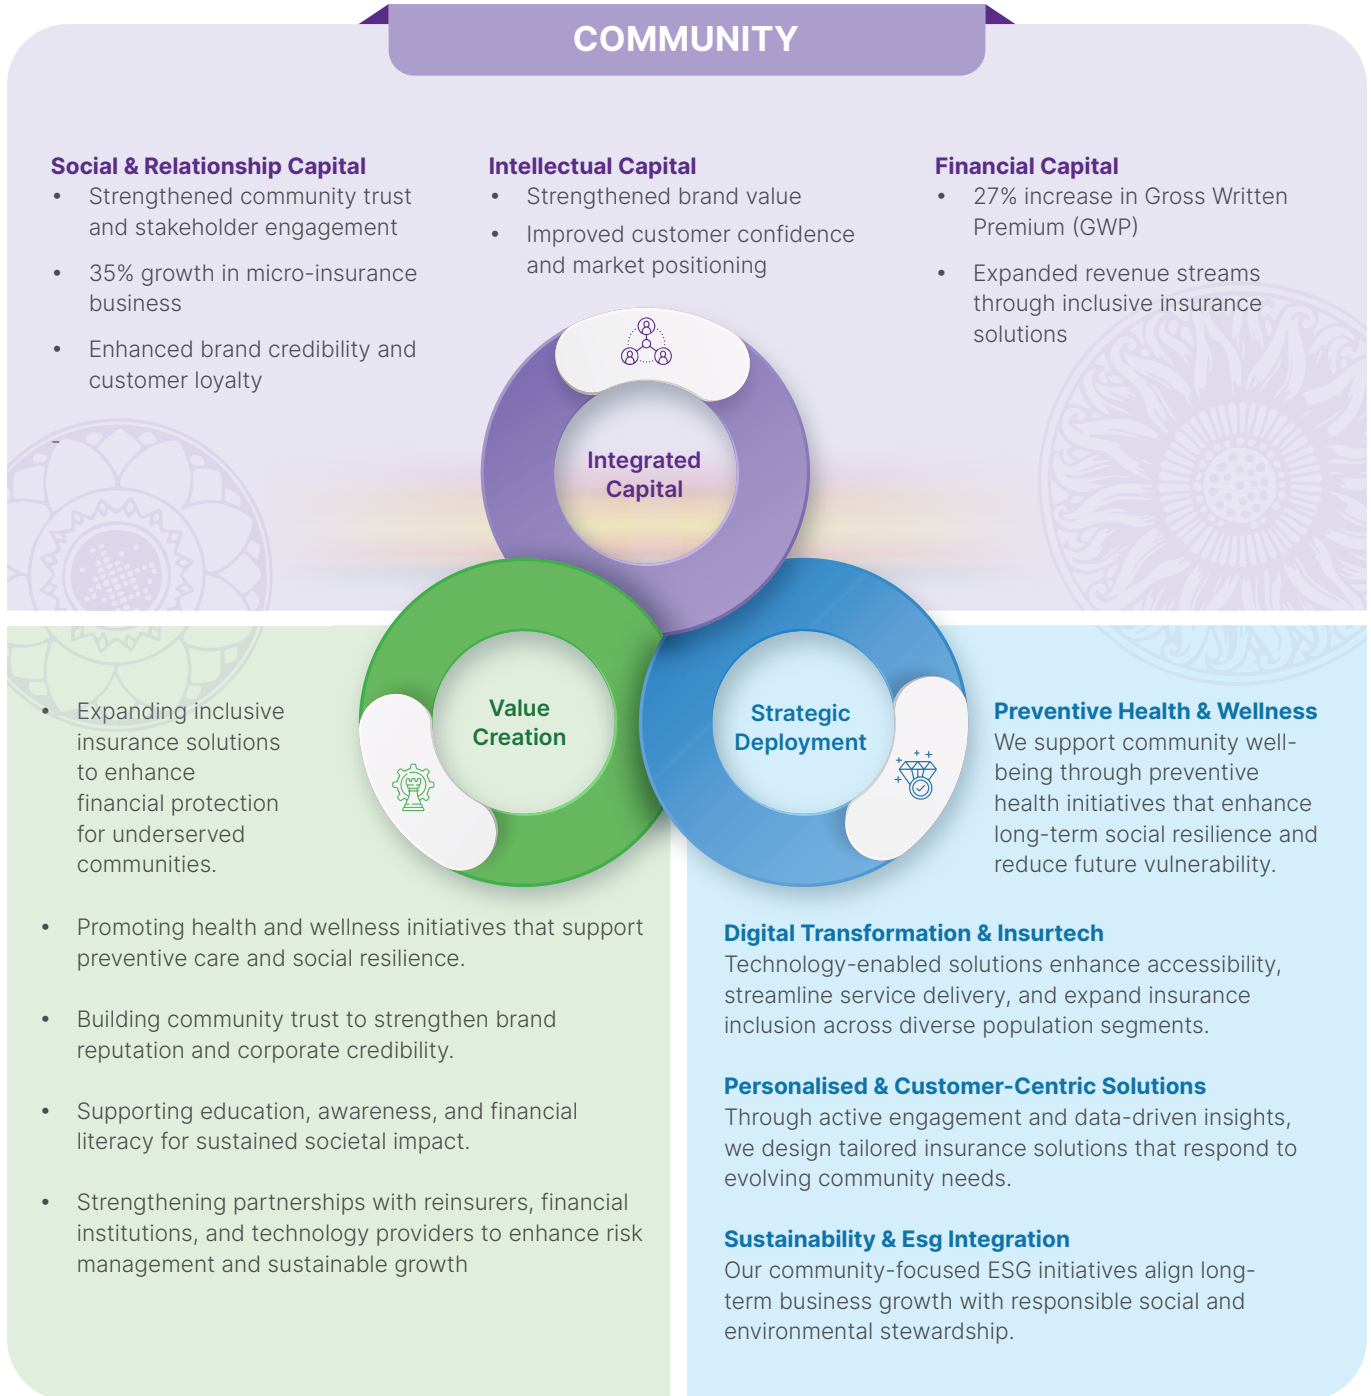 COMMUNITY
Social & Relationship Capital
• Strengthened community trust
and stakeholder engagement
• 35% growth in micro-insurance
business
• Enhanced brand credibility and
customer loyalty
-
Intellectual Capital
• Strengthened brand value
• Improved customer confidence
and market positioning
Financial Capital
• 27% increase in Gross Written
Premium (GWP)
• Expanded revenue streams
through inclusive insurance
solutions
Integrated
Capital
Value
Creation
Strategic
Deployment
• Expanding inclusive
insurance solutions
to enhance
financial protection
for underserved
communities.
• Promoting health and wellness initiatives that support
preventive care and social resilience.
• Building community trust to strengthen brand
reputation and corporate credibility.
• Supporting education, awareness, and financial
literacy for sustained societal impact.
• Strengthening partnerships with reinsurers, financial
institutions, and technology providers to enhance risk
management and sustainable growth
Preventive Health & Wellness
We support community well-
being through preventive
health initiatives that enhance
long-term social resilience and
reduce future vulnerability.
Digital Transformation & Insurtech
Technology-enabled solutions enhance accessibility,
streamline service delivery, and expand insurance
inclusion across diverse population segments.
Personalised & Customer-Centric Solutions
Through active engagement and data-driven insights,
we design tailored insurance solutions that respond to
evolving community needs.
Sustainability & Esg Integration
Our community-focused ESG initiatives align long-
term business growth with responsible social and
environmental stewardship.